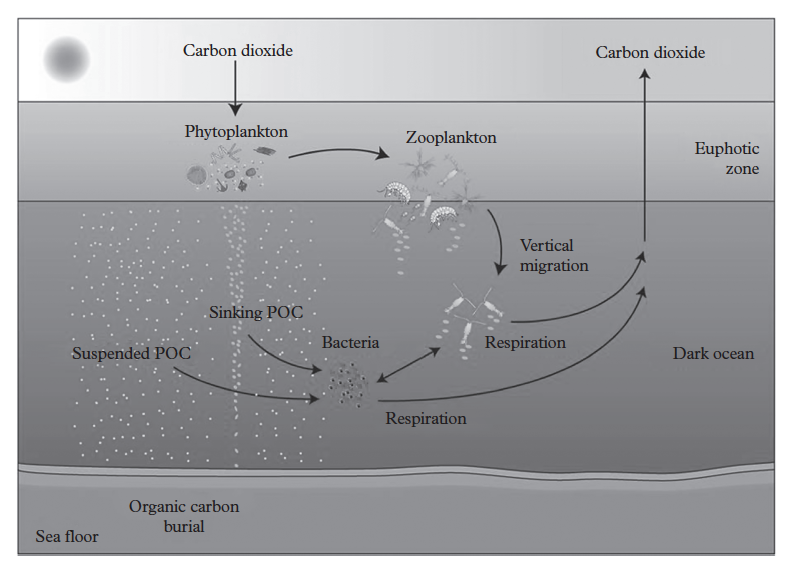 Carbon dioxide
Carbon dioxide
Phytoplankton
Zooplankton
Euphotic
zone
Vertical
migration
Sinking POC
Bacteria
Respiration
Suspended POC
Dark ocean
Respiration
Organic carbon
burial
Sea floor